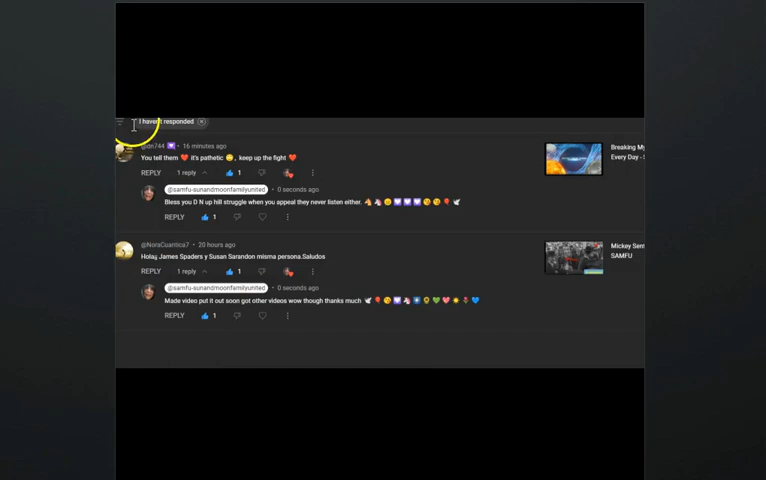 I haven't responded
@dn744 • 16 minutes ago
You tell them ❤️ it's pathetic 🙄, keep up the fight ❤️
REPLY 1 reply 1
@samfu-sunandmoonfamilyunited • 0 seconds ago
Bless you D N up hill struggle when you appeal they never listen either.
REPLY 1
Breaking My
Every Day -
@NoraCuantica7 • 20 hours ago
Holaç James Spaders y Susan Sarandon misma persona.Saludos
REPLY 1 reply 1
@samfu-sunandmoonfamilyunited • 0 seconds ago
Made video put it out soon got other videos wow though thanks much
REPLY 1
Mickey Sent
SAMFU